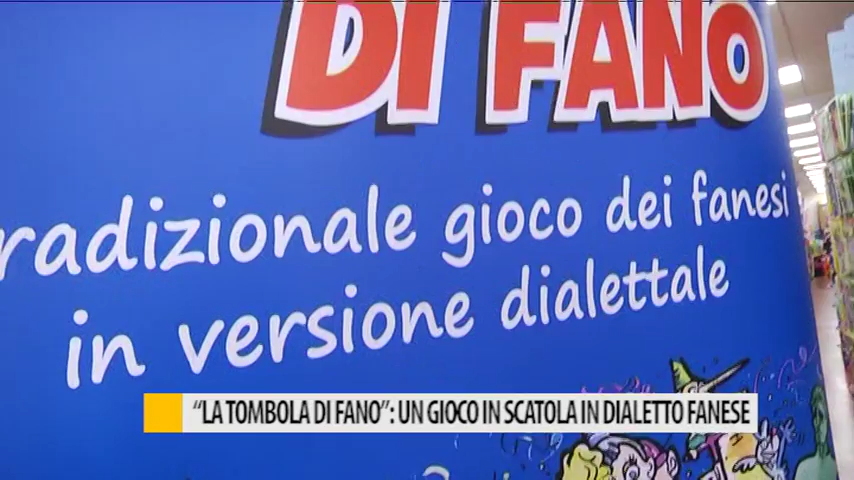 DI FANO
radizionale gioco dei fanesi
in versione dialettale
“LA TOMBOLA DI FANO”: UN GIOCO IN SCATOLA IN DIALETTO FANESE